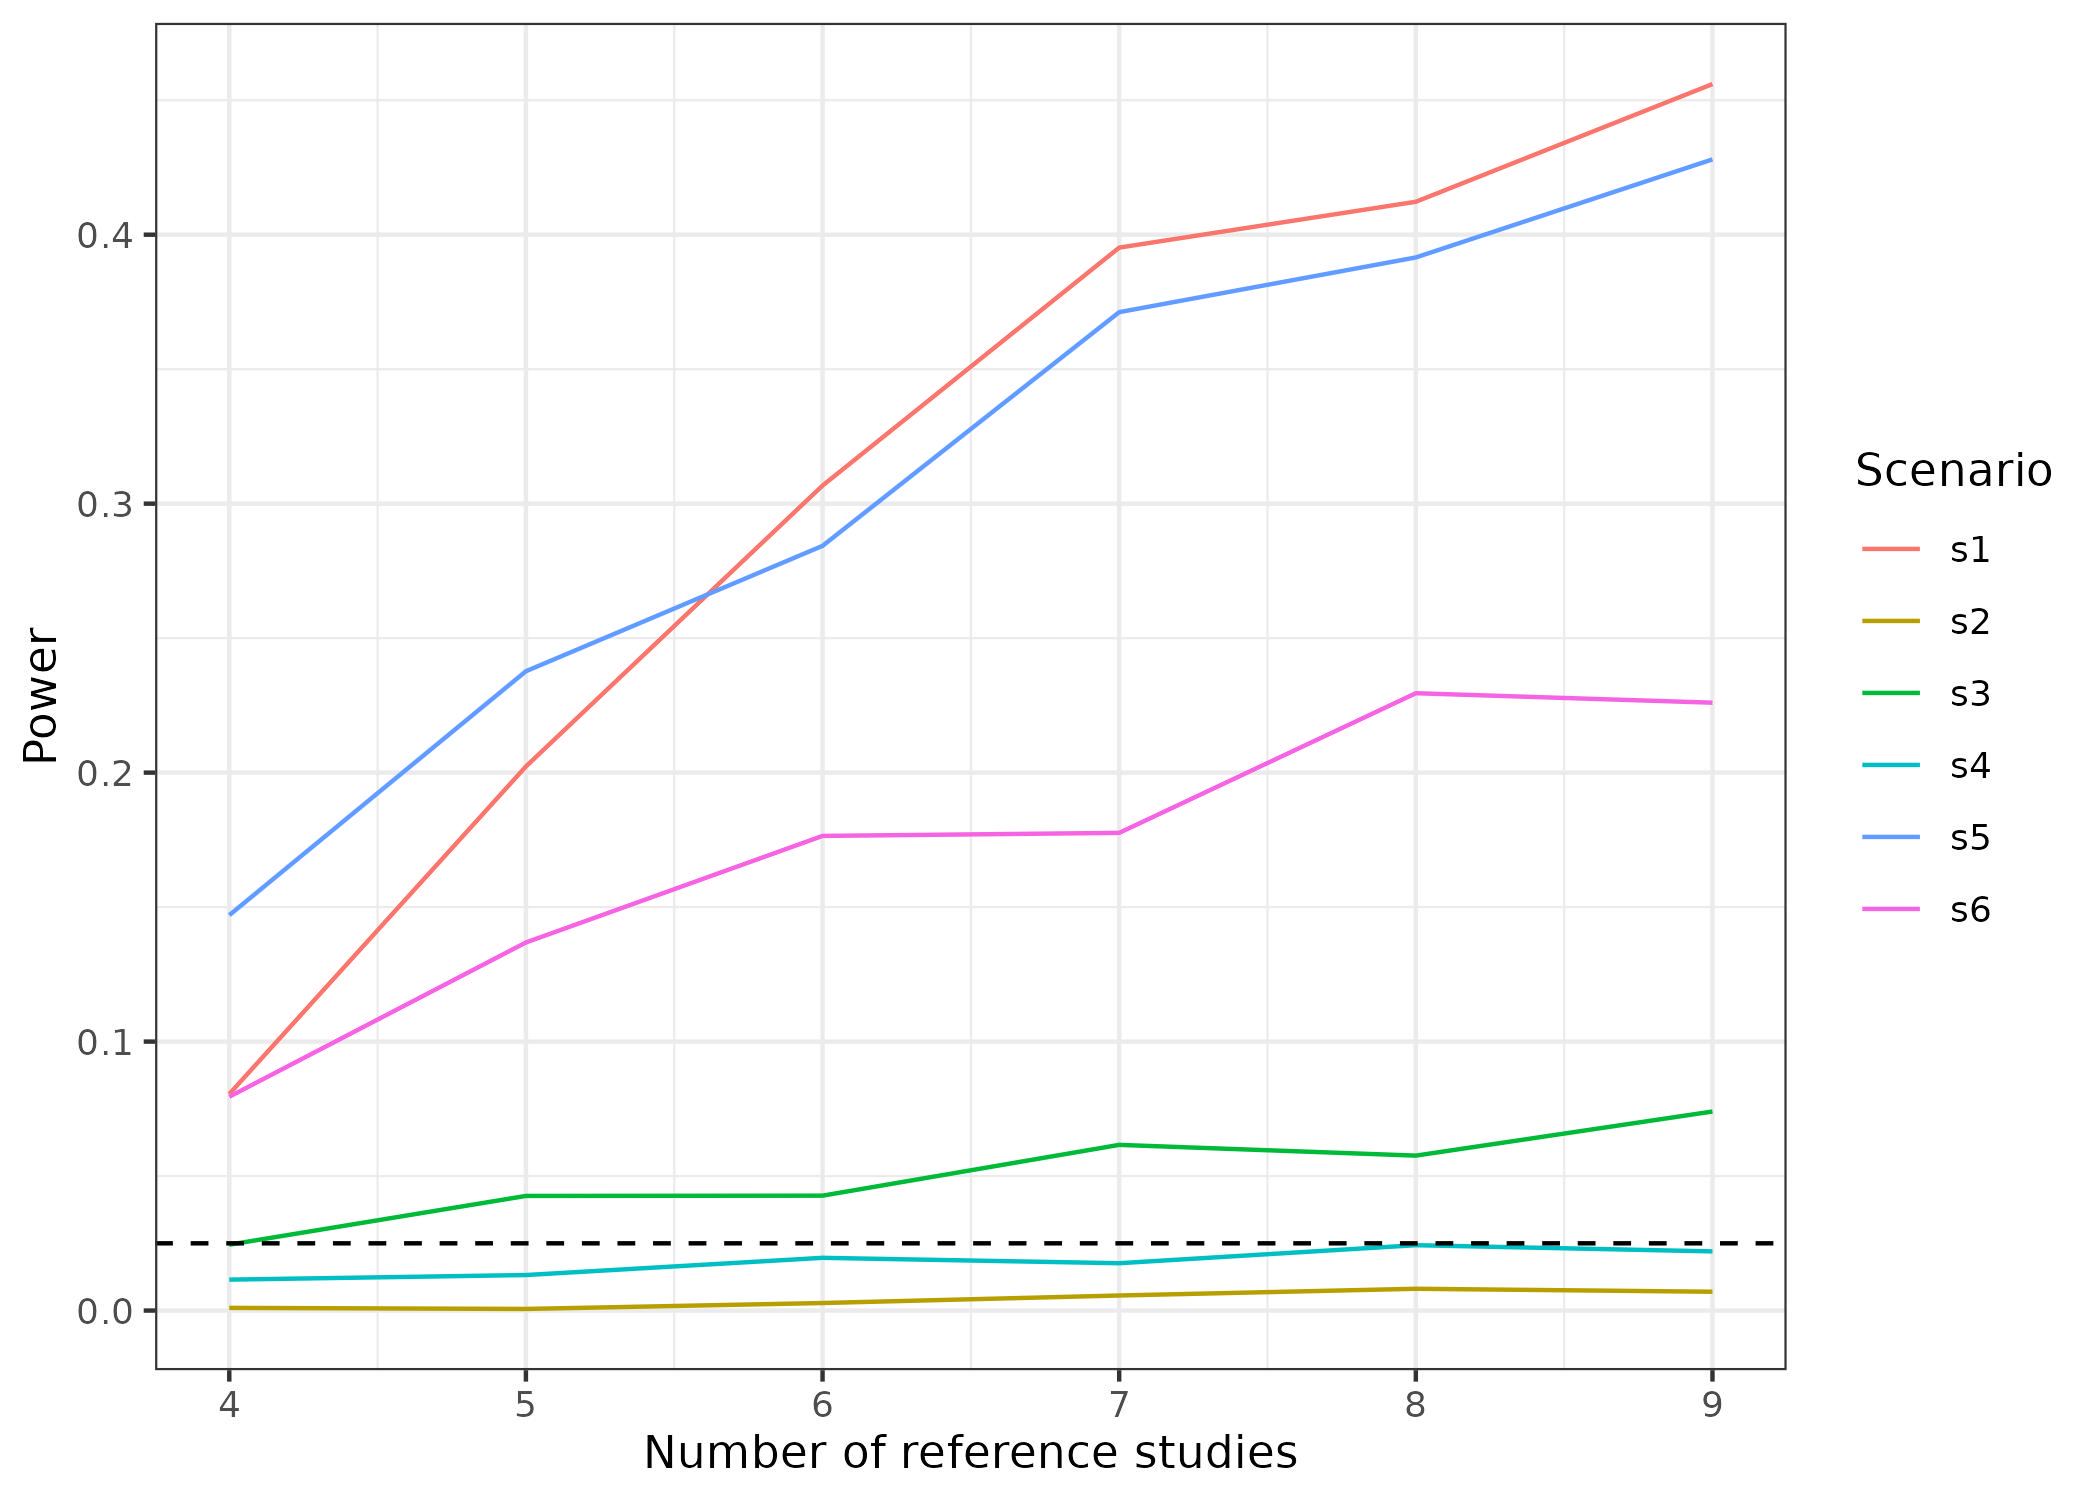 Power
0.4
0.3
0.2
0.1
0.0
4 5 6 7 8 9
Number of reference studies
Scenario
s1
s2
s3
s4
s5
s6